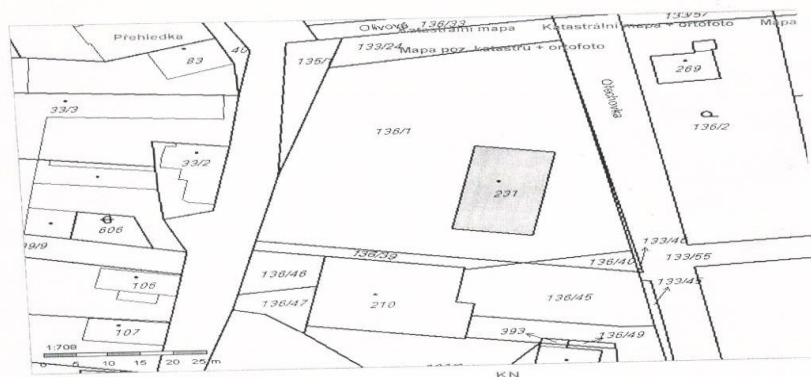 Olivová 136/33
133/57
Přehledka
Katastrální mapa
Katastrální mapa + ortofoto
Mapa
133/24
Mapa poz. katastru + ortofoto
83
40
135/
269
33/3
Ořechovka
136/1
136/2
33/2
231
606
136/39
136/40
133/46
133/55
136/46
133/45
106
136/47
210
136/45
107
393
136/49
1:708
0 5 10 15 20 25 m
KN